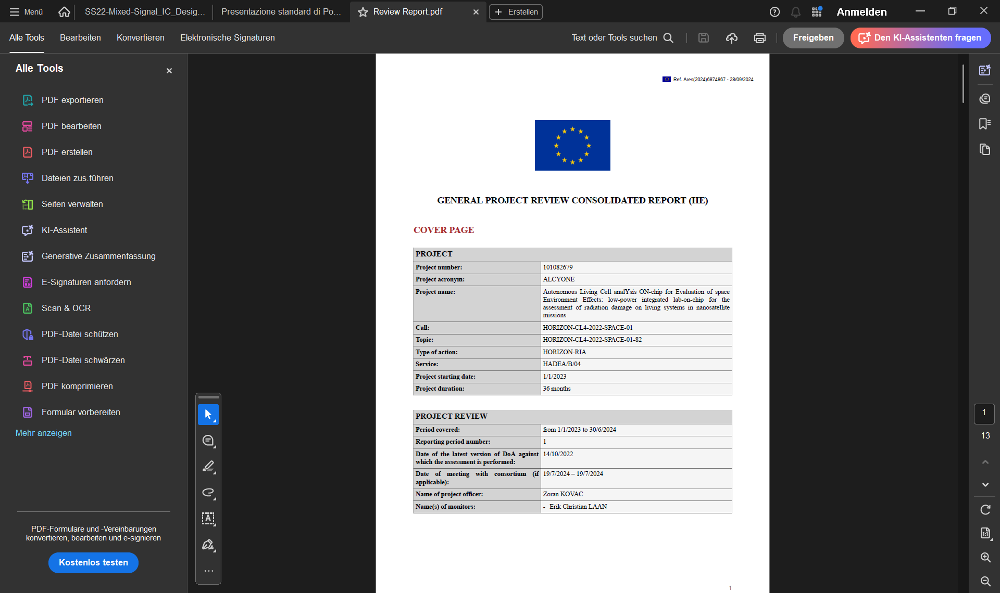 Menü
SS22-Mixed-Signal_IC_Desig...
Presentazione standard di Po...
Review Report.pdf
Erstellen
Anmelden
Alle Tools
Bearbeiten
Konvertieren
Elektronische Signaturen
Text oder Tools suchen
Freigeben
Den KI-Assistenten fragen
Alle Tools
PDF exportieren
PDF bearbeiten
PDF erstellen
Dateien zus.führen
Seiten verwalten
KI-Assistent
Generative Zusammenfassung
E-Signaturen anfordern
Scan & OCR
PDF-Datei schützen
PDF-Datei schwärzen
PDF komprimieren
Formular vorbereiten
Mehr anzeigen
PDF-Formulare und -Vereinbarungen
konvertieren, bearbeiten und e-signieren
Kostenlos testen
Ref. Ares(2024)6874867 - 28/09/2024
GENERAL PROJECT REVIEW CONSOLIDATED REPORT (HE)
COVER PAGE
PROJECT
Project number: 101082679
Project acronym: ALCYONE
Project name: Autonomous Living Cell analYsis ON-chip for Evaluation of space
Environment Effects: low-power integrated lab-on-chip for the
assessment of radiation damage on living systems in nanosatellite
missions
Call: HORIZON-CL4-2022-SPACE-01
Topic: HORIZON-CL4-2022-SPACE-01-82
Type of action: HORIZON-RIA
Service: HADEA/B/04
Project starting date: 1/1/2023
Project duration: 36 months
PROJECT REVIEW
Period covered: from 1/1/2023 to 30/6/2024
Reporting period number: 1
Date of the latest version of DoA against 14/10/2022
which the assessment is performed:
Date of meeting with consortium (if 19/7/2024 – 19/7/2024
applicable):
Name of project officer: Zoran KOVAC
Name(s) of monitors: - Erik Christian LAAN
1
1
13